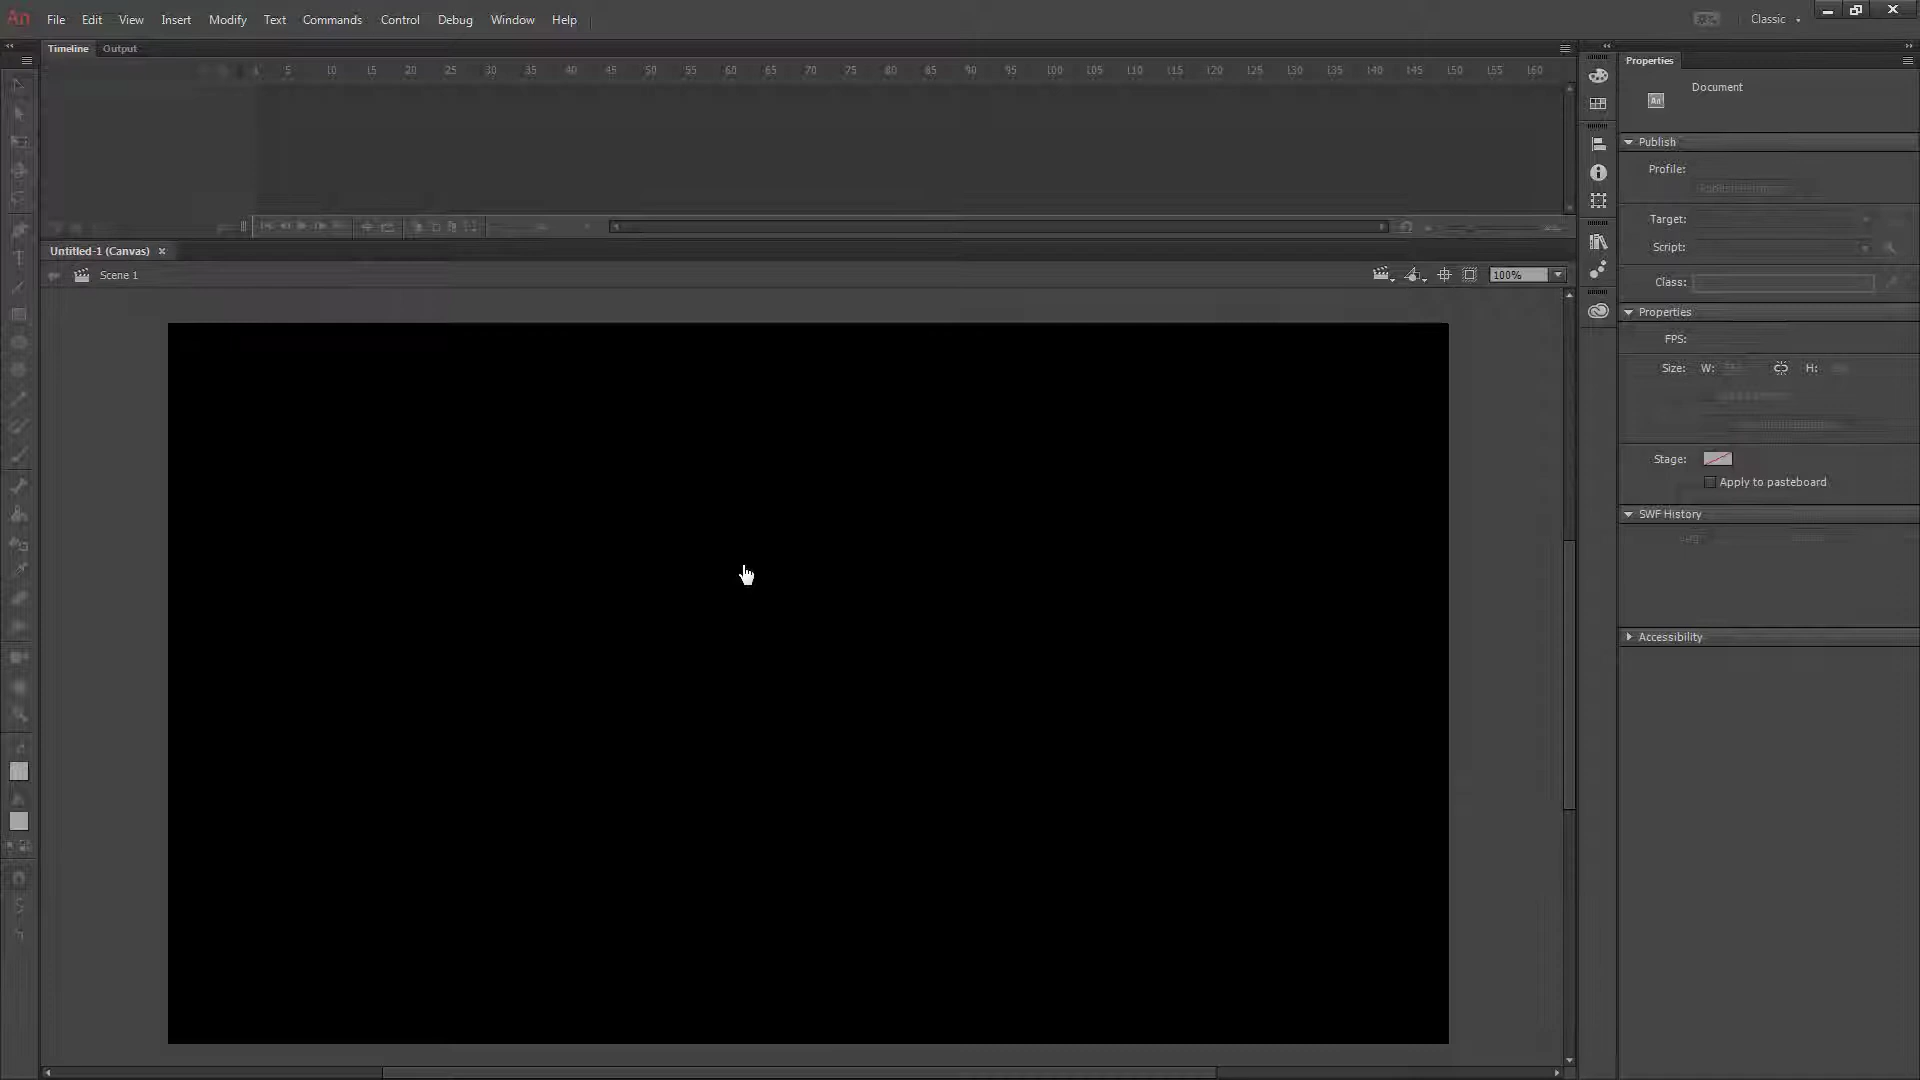 An File Edit View Insert Modify Text Commands Control Debug Window Help Classic
Timeline Output
5 10 15 20 25 30 35 40 45 50 55 60 65 70 75 80 85 90 95 100 105 110 115 120 125 130 135 140 145 150 155 160
Untitled-1 (Canvas)
Scene 1
100%
Properties
An
Document
Publish
Profile:
Target:
Script:
Class:
Properties
FPS:
Size: W: H:
Stage:
Apply to pasteboard
SWF History
Accessibility